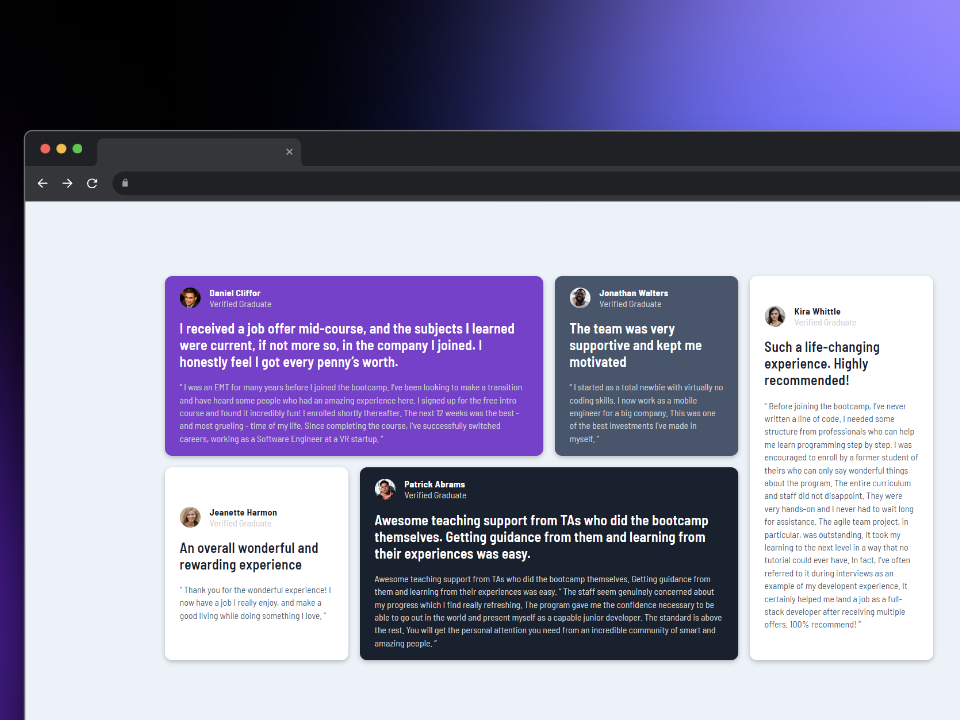 Daniel Cliffor
Verified Graduate
I received a job offer mid-course, and the subjects I learned
were current, if not more so, in the company I joined. I
honestly feel I got every penny’s worth.
“ I was an EMT for many years before I joined the bootcamp. I’ve been looking to make a transition
and have heard some people who had an amazing experience here. I signed up for the free intro
course and found it incredibly fun! I enrolled shortly thereafter. The next 12 weeks was the best -
and most grueling - time of my life. Since completing the course, I’ve successfully switched
careers, working as a Software Engineer at a VR startup. ”
Jonathan Walters
Verified Graduate
The team was very
supportive and kept me
motivated
“ I started as a total newbie with virtually no
coding skills. I now work as a mobile
engineer for a big company. This was one
of the best investments I’ve made in
myself. ”
Kira Whittle
Verified Graduate
Such a life-changing
experience. Highly
recommended!
“ Before joining the bootcamp, I’ve never
written a line of code. I needed some
structure from professionals who can help
me learn programming step by step. I was
encouraged to enroll by a former student of
theirs who can only say wonderful things
about the program. The entire curriculum
and staff did not disappoint. They were
very hands-on and I never had to wait long
for assistance. The agile team project, in
particular, was outstanding. It took my
learning to the next level in a way that no
tutorial could ever have. In fact, I’ve often
referred to it during interviews as an
example of my developent experience. It
certainly helped me land a job as a full-
stack developer after receiving multiple
offers. 100% recommend! ”
Jeanette Harmon
Verified Graduate
An overall wonderful and
rewarding experience
“ Thank you for the wonderful experience! I
now have a job I really enjoy, and make a
good living while doing something I love. ”
Patrick Abrams
Verified Graduate
Awesome teaching support from TAs who did the bootcamp
themselves. Getting guidance from them and learning from
their experiences was easy.
Awesome teaching support from TAs who did the bootcamp themselves. Getting guidance from
them and learning from their experiences was easy. “ The staff seem genuinely concerned about
my progress which I find really refreshing. The program gave me the confidence necessary to be
able to go out in the world and present myself as a capable junior developer. The standard is above
the rest. You will get the personal attention you need from an incredible community of smart and
amazing people. ”